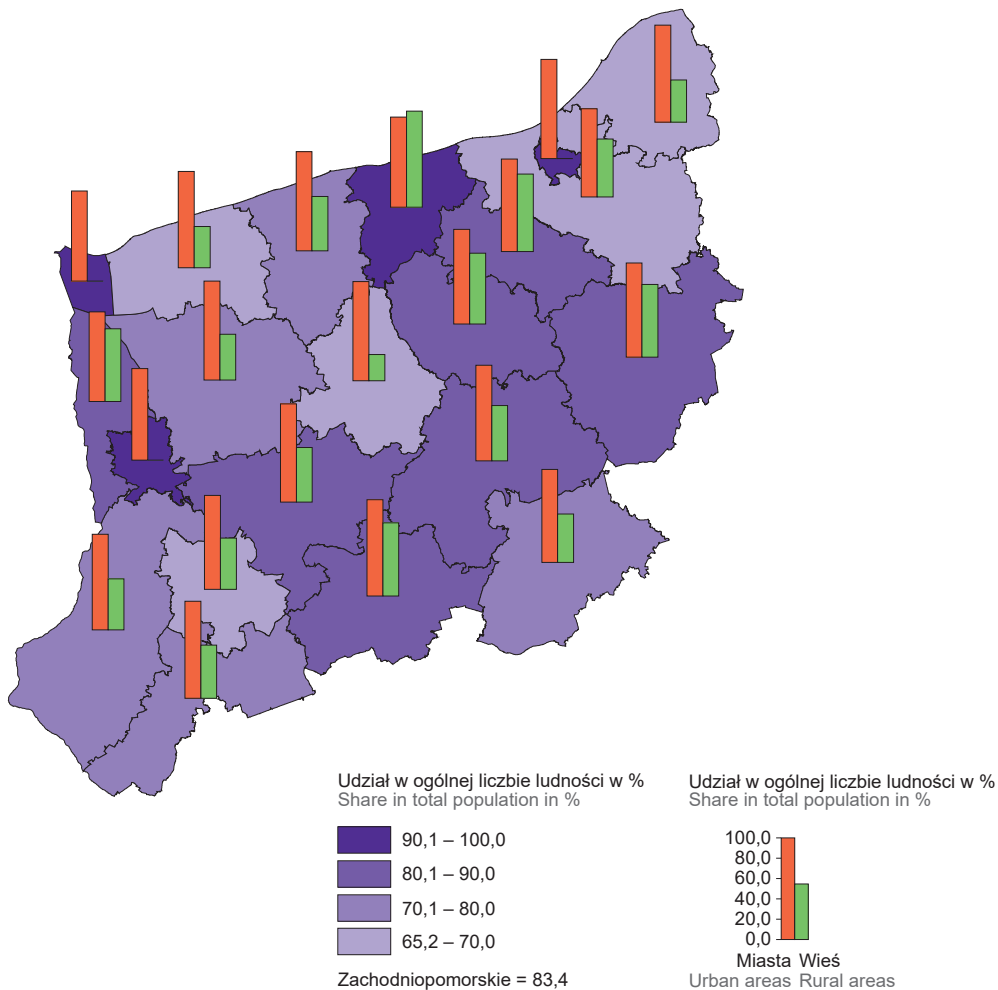 Udział w ogólnej liczbie ludności w %
Share in total population in %
90,1 – 100,0
80,1 – 90,0
70,1 – 80,0
65,2 – 70,0
Zachodniopomorskie = 83,4
Udział w ogólnej liczbie ludności w %
Share in total population in %
100,0
80,0
60,0
40,0
20,0
0,0
Miasta Wieś
Urban areas Rural areas